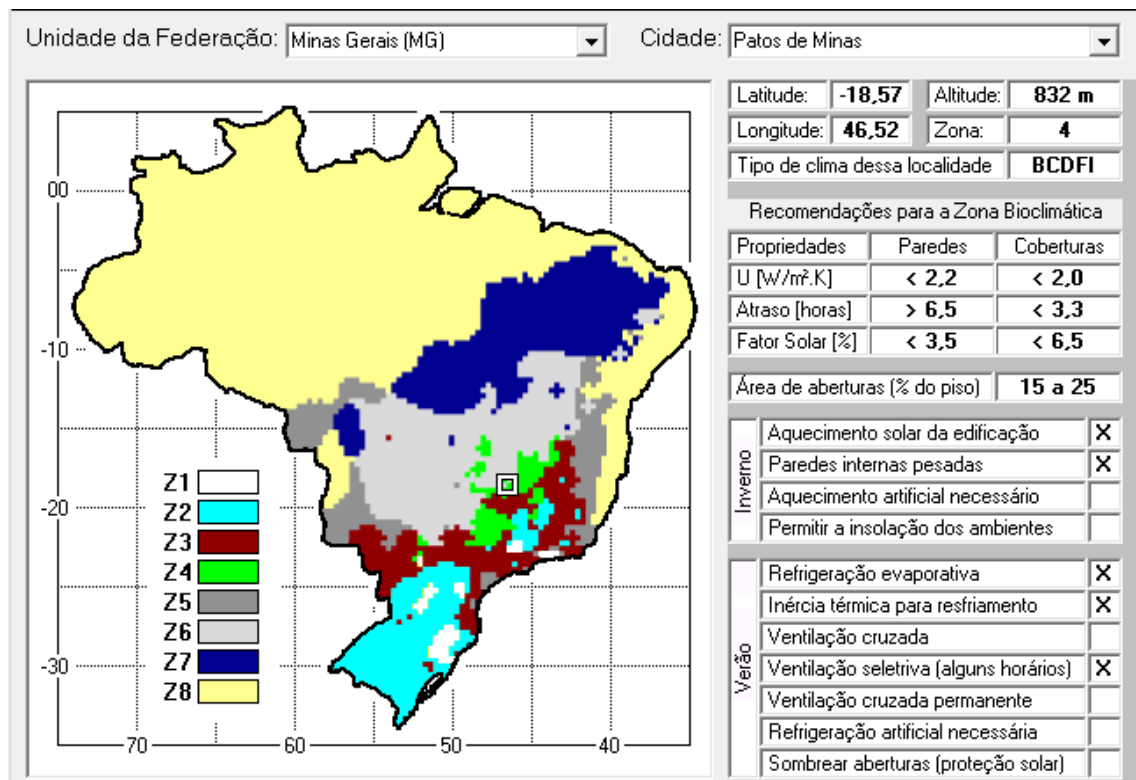 Unidade da Federação: Minas Gerais (MG) Cidade: Patos de Minas
Latitude: -18,57 Altitude: 832 m
Longitude: 46,52 Zona: 4
Tipo de clima dessa localidade BCDFI
Recomendações para a Zona Bioclimática
Propriedades Paredes Coberturas
U [W/m².K] < 2,2 < 2,0
Atraso [horas] > 6,5 < 3,3
Fator Solar [%] < 3,5 < 6,5
Área de aberturas (% do piso) 15 a 25
Inverno
Aquecimento solar da edificação X
Paredes internas pesadas X
Aquecimento artificial necessário
Permitir a insolação dos ambientes
Verão
Refrigeração evaporativa X
Inércia térmica para resfriamento X
Ventilação cruzada
Ventilação seletriva (alguns horários) X
Ventilação cruzada permanente
Refrigeração artificial necessária
Sombrear aberturas (proteção solar)
00
-10
-20
-30
Z1
Z2
Z3
Z4
Z5
Z6
Z7
Z8
70 60 50 40